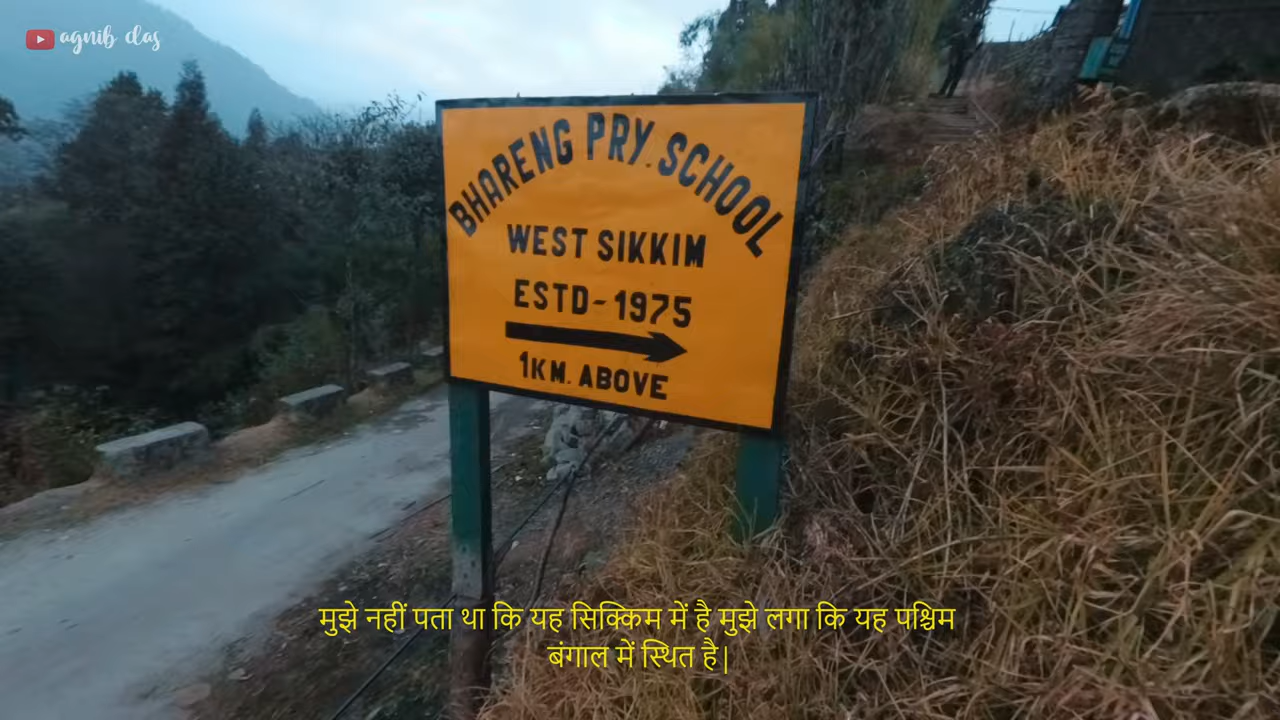 agnib das
BHARENG PRY. SCHOOL
WEST SIKKIM
ESTD-1975
1KM. ABOVE
मुझे नहीं पता था कि यह सिक्किम में है मुझे लगा कि यह पश्चिम
बंगाल में स्थित है|